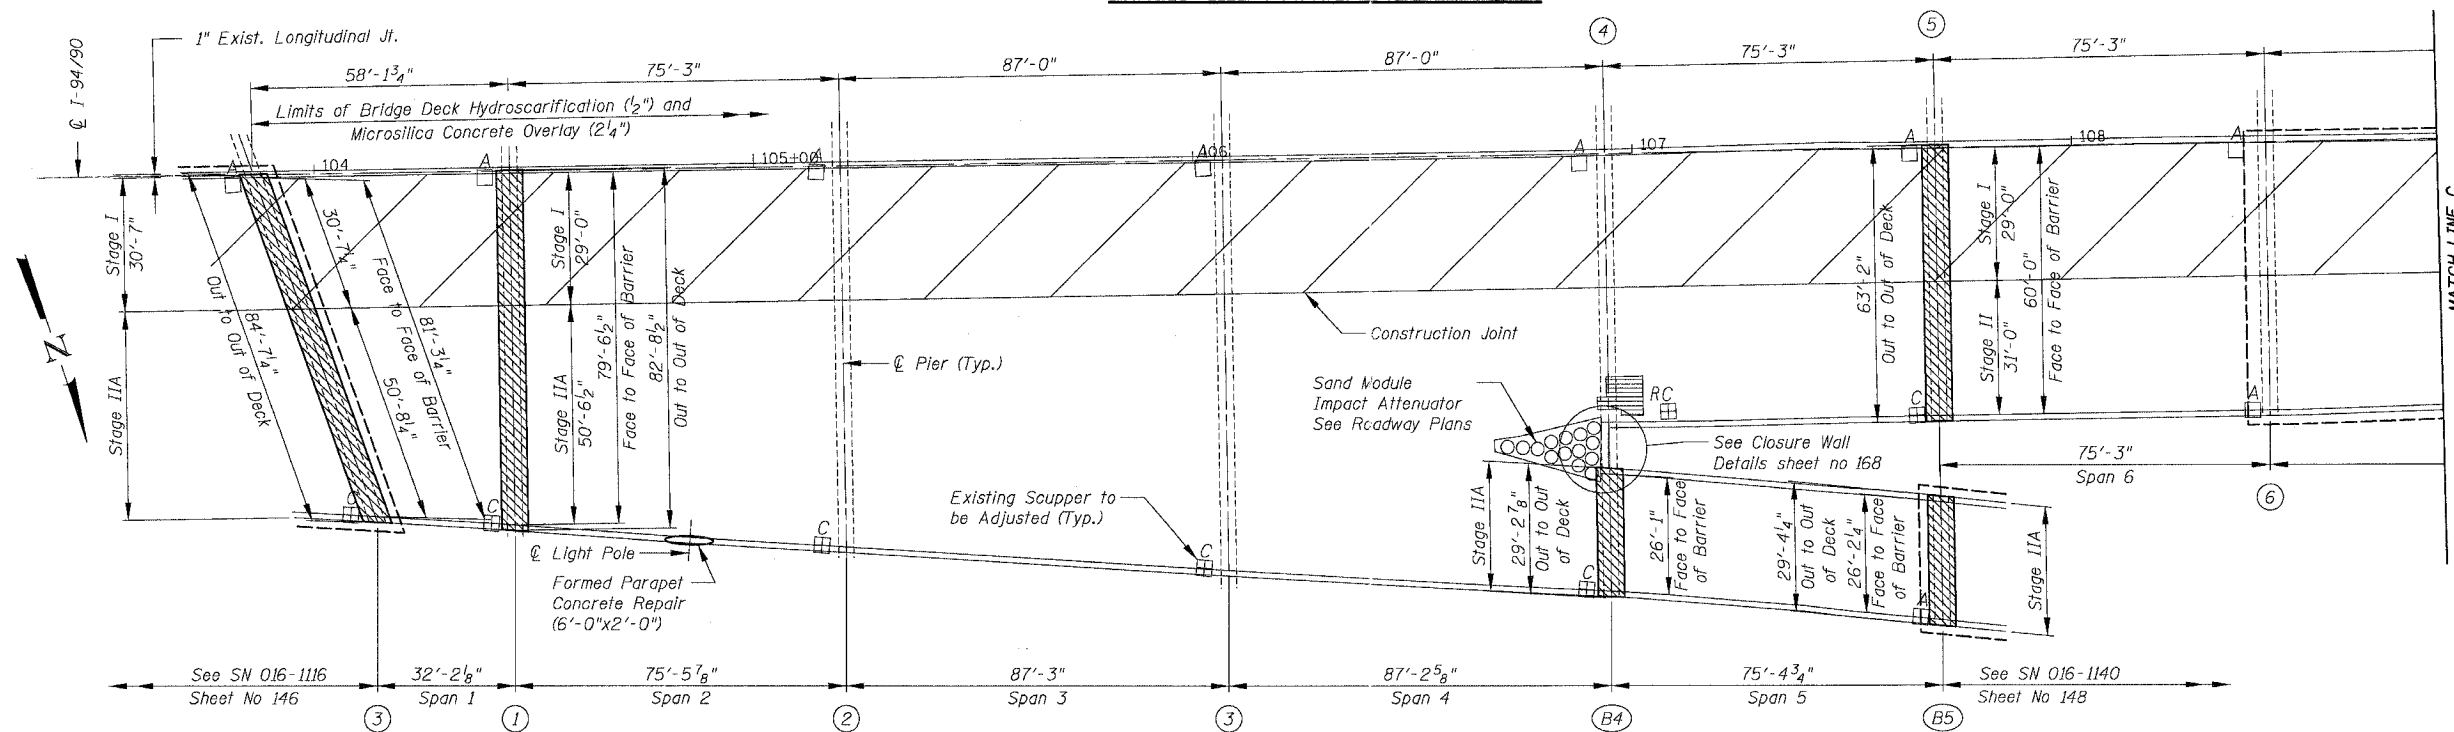 1" Exist. Longitudinal Jt.
℄ I-94/90
58'-1¾"
75'-3"
87'-0"
87'-0"
4
75'-3"
5
75'-3"
Limits of Bridge Deck Hydroscarification (½") and
Microsilica Concrete Overlay (2¼")
A
104
A
105+00
A
A
106
A
107
A
108
A
MATCH LINE C
Stage I
30'-7"
Stage IIA
Out to Out of Deck
84'-7¼"
30'-7¼"
50'-8¼"
Face to Face of Barrier
81'-3¼"
Stage I
29'-0"
Stage IIA
50'-6½"
79'-6½"
Face to Face of Barrier
82'-8½"
Out to Out of Deck
℄ Pier (Typ.)
Construction Joint
63'-2"
Out to Out of Deck
Stage I
29'-0"
Stage II
31'-0"
60'-0"
Face to Face of Barrier
N
Sand Module
Impact Attenuator
See Roadway Plans
RC
C
A
See Closure Wall
Details sheet no 168
75'-3"
Span 6
6
C
C
℄ Light Pole
Formed Parapet
Concrete Repair
(6'-0"x2'-0")
C
Existing Scupper to
be Adjusted (Typ.)
C
Stage IIA
29'-2⅞"
Out to Out
of Deck
C
26'-1"
Face to Face
of Barrier
29'-4¼"
Out to Out
of Deck
26'-2¼"
Face to Face
of Barrier
A
Stage IIA
See SN 016-1116
Sheet No 146
32'-2⅛"
Span 1
75'-5⅞"
Span 2
87'-3"
Span 3
87'-2⅝"
Span 4
75'-4¾"
Span 5
See SN 016-1140
Sheet No 148
3
1
2
3
B4
B5